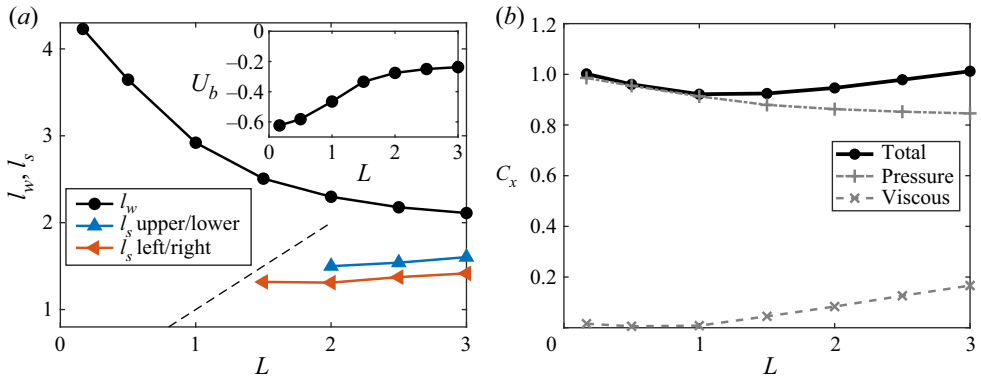 (a)
4
3
2
1
l_w, l_s
0
−0.2
−0.4
−0.6
U_b
0 1 2 3
L
l_w
l_s upper/lower
l_s left/right
0 1 2 3
L
(b)
1.2
1.0
0.8
0.6
0.4
0.2
C_x
Total
Pressure
Viscous
0 1 2 3
L